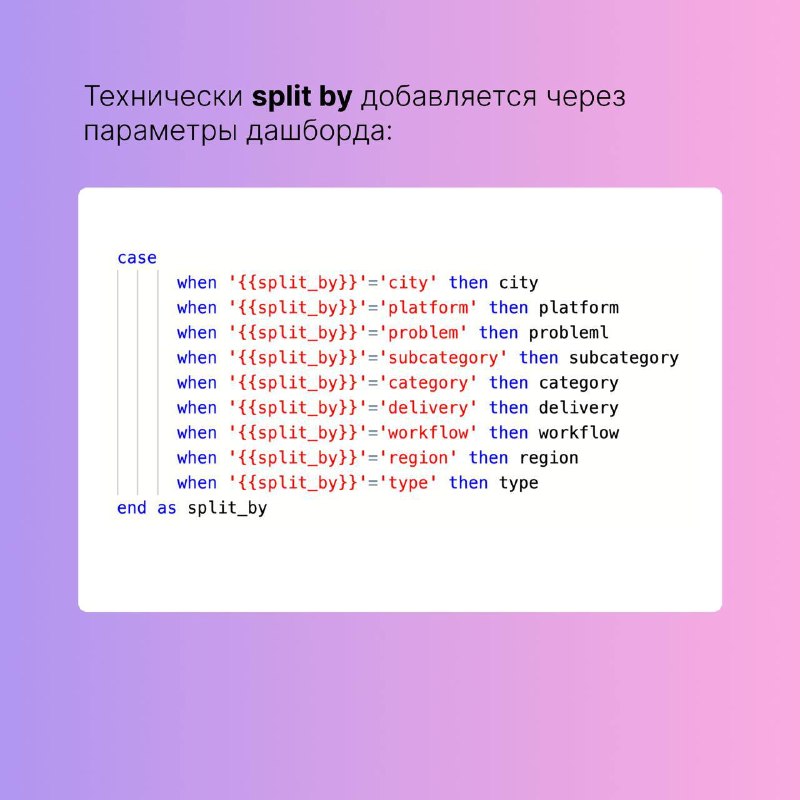 Технически split by добавляется через
параметры дашборда:
case
when '{{split_by}}'='city' then city
when '{{split_by}}'='platform' then platform
when '{{split_by}}'='problem' then probleml
when '{{split_by}}'='subcategory' then subcategory
when '{{split_by}}'='category' then category
when '{{split_by}}'='delivery' then delivery
when '{{split_by}}'='workflow' then workflow
when '{{split_by}}'='region' then region
when '{{split_by}}'='type' then type
end as split_by